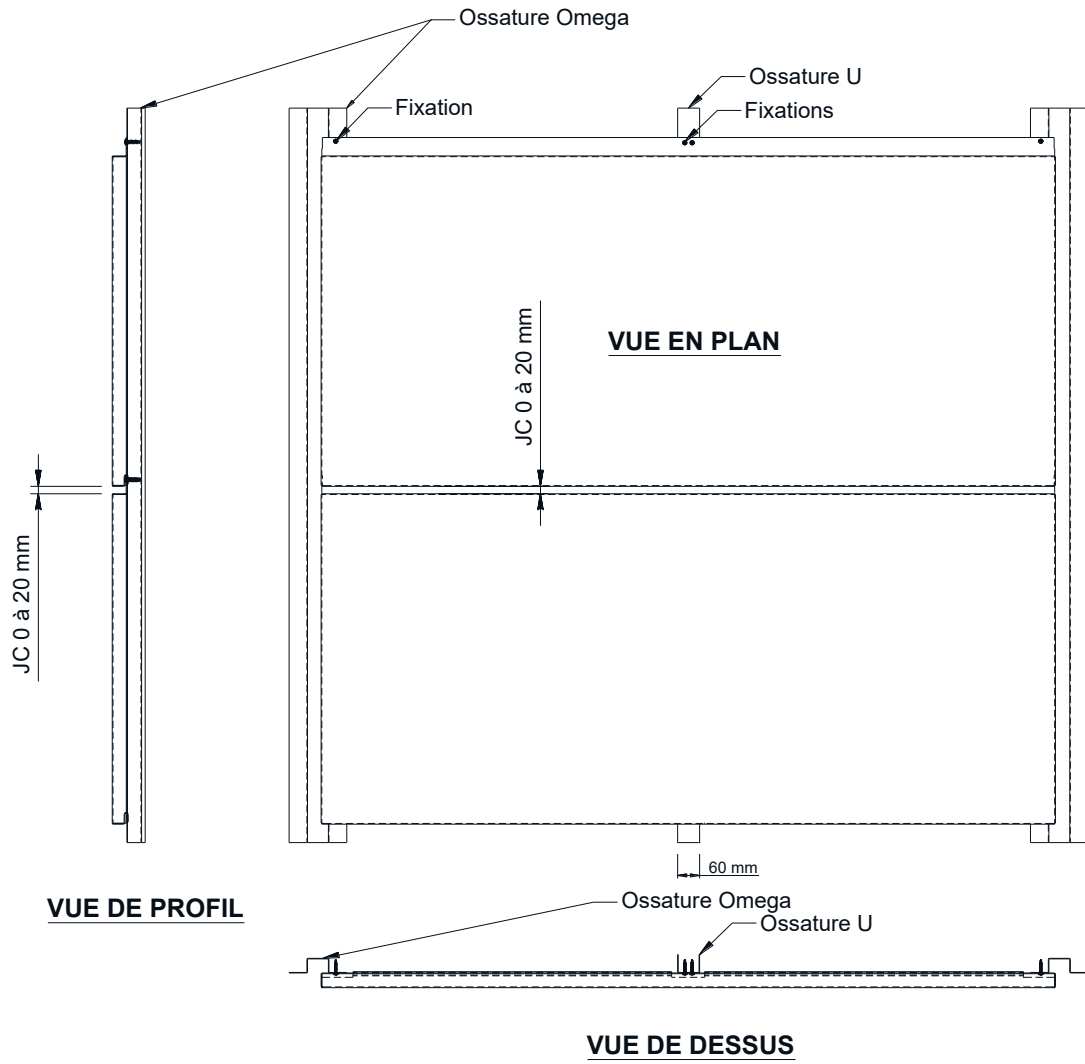 Ossature Omega
Ossature U
Fixation
Fixations
VUE EN PLAN
JC 0 à 20 mm
JC 0 à 20 mm
60 mm
VUE DE PROFIL
Ossature Omega
Ossature U
VUE DE DESSUS